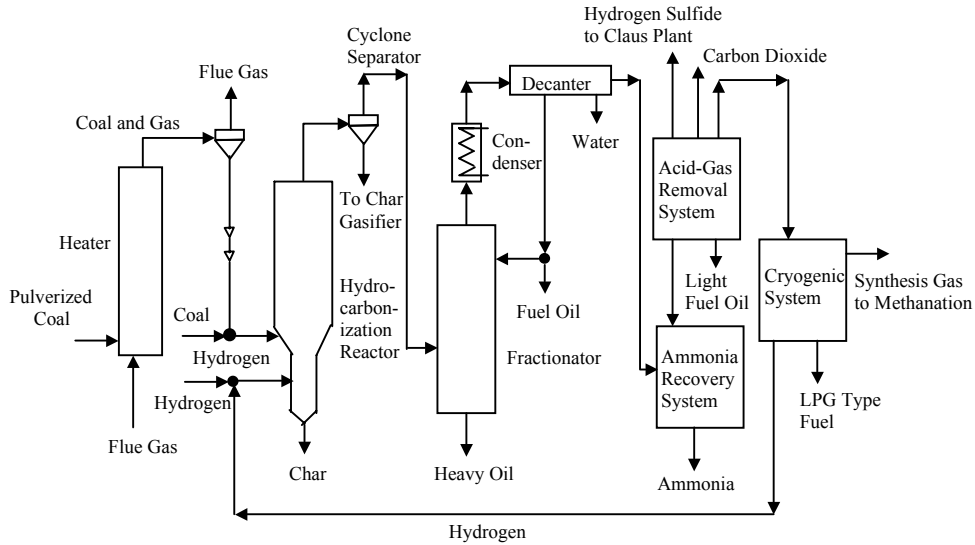 Hydrogen Sulfide
to Claus Plant
Cyclone
Separator
Carbon Dioxide
Flue Gas
Decanter
Coal and Gas
Water
Con-
denser
Acid-Gas
Removal
System
To Char
Gasifier
Heater
Light
Fuel Oil
Cryogenic
System
Synthesis Gas
to Methanation
Pulverized
Coal
Coal
Hydrogen
Hydro-
carbon-
ization
Reactor
Fuel Oil
Fractionator
Ammonia
Recovery
System
Hydrogen
LPG Type
Fuel
Flue Gas
Char
Heavy Oil
Ammonia
Hydrogen